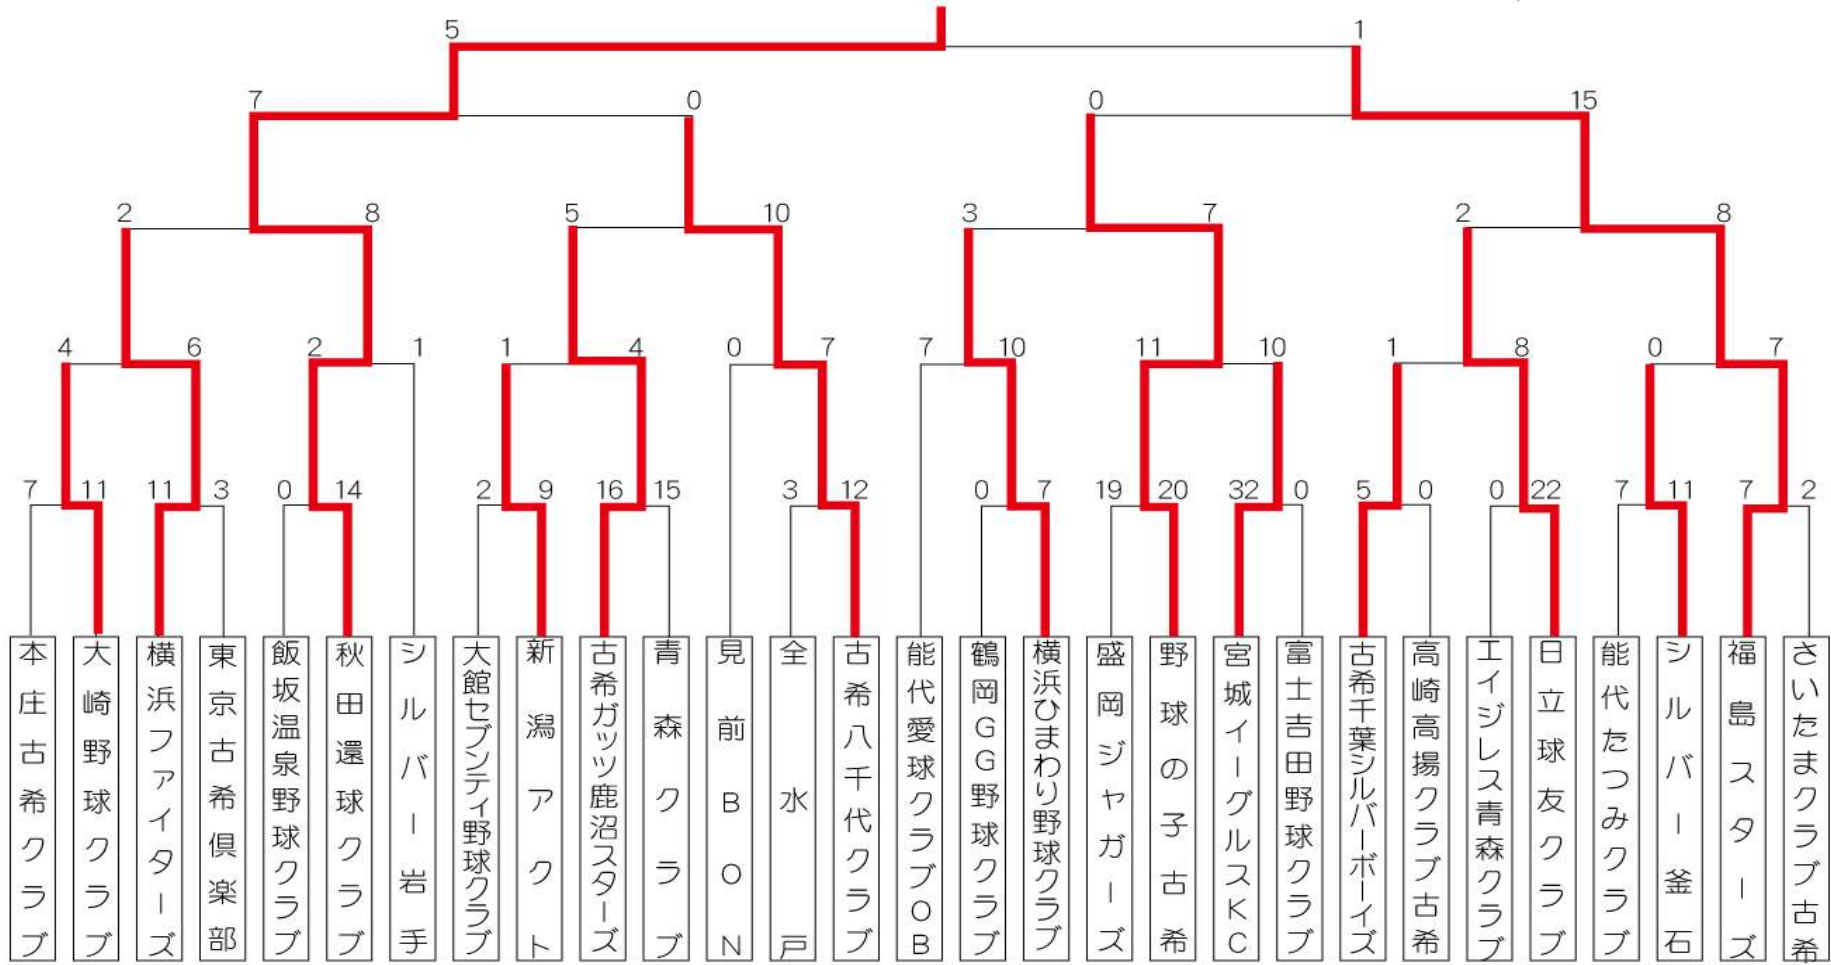 5 1
7 0 0 15
2 8 5 10 3 7 2 8
4 6 2 1 1 4 0 7 7 10 11 10 1 8 0 7
7 11 11 3 0 14 2 9 16 15 3 12 0 7 19 20 32 0 5 0 0 22 7 11 7 2
本庄古希クラブ
大崎野球クラブ
横浜ファイターズ
東京古希倶楽部
飯坂温泉野球クラブ
秋田還球クラブ
シルバー岩手
大館セブンティ野球クラブ
新潟アクト
古希ガッツ鹿沼スターズ
青森クラブ
見前BON
全水戸
古希八千代クラブ
能代愛球クラブOB
鶴岡GG野球クラブ
横浜ひまわり野球クラブ
盛岡ジャガーズ
野球の子古希
宮城イーグルスKC
富士吉田野球クラブ
古希千葉シルバーボーイズ
高崎高揚クラブ古希
エイジレス青森クラブ
日立球友クラブ
能代たつみクラブ
シルバー釜石
福島スターズ
さいたまクラブ古希